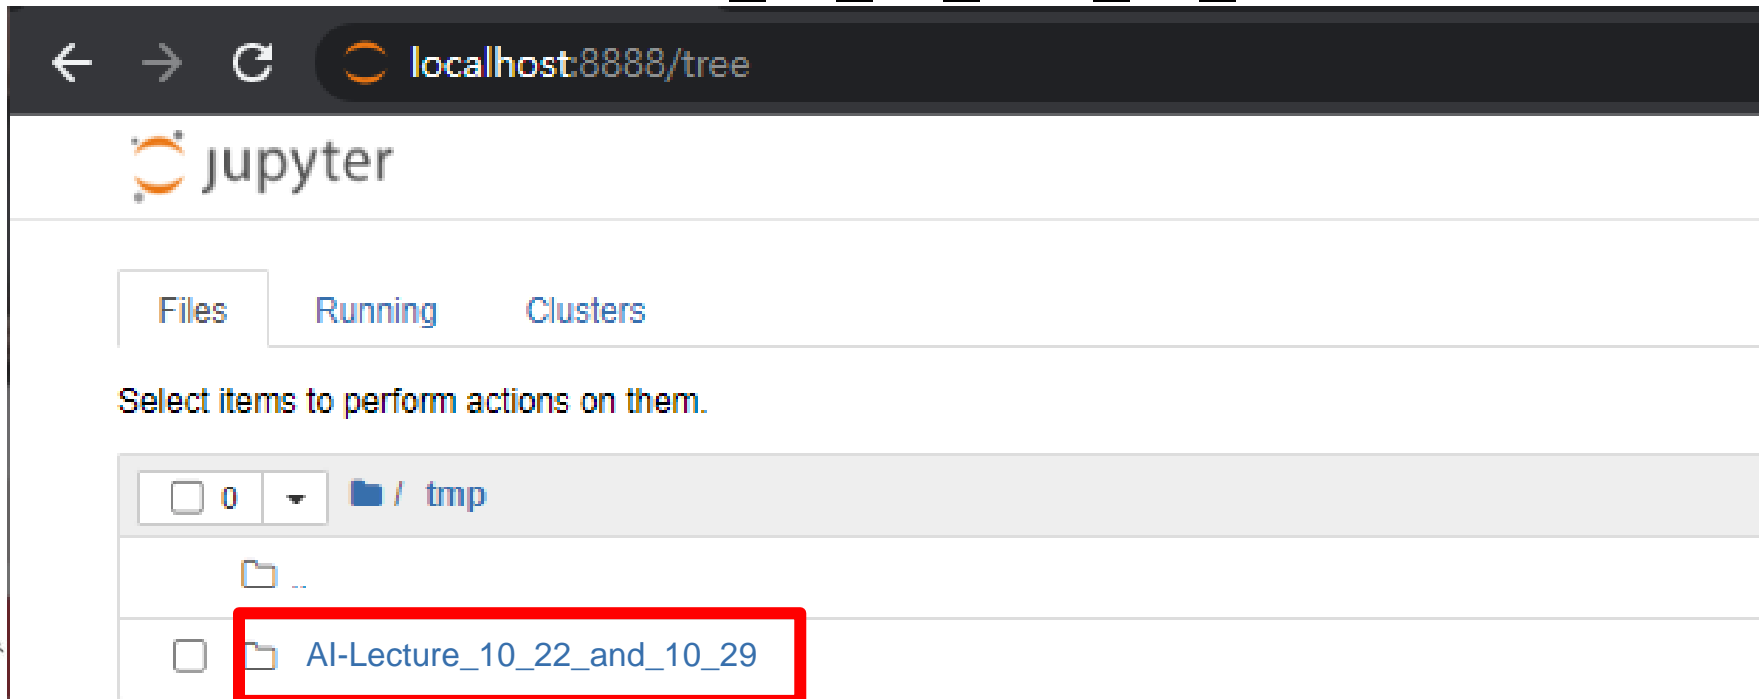 localhost:8888/tree
jupyter
Files Running Clusters
Select items to perform actions on them.
0 / tmp
..
AI-Lecture_10_22_and_10_29